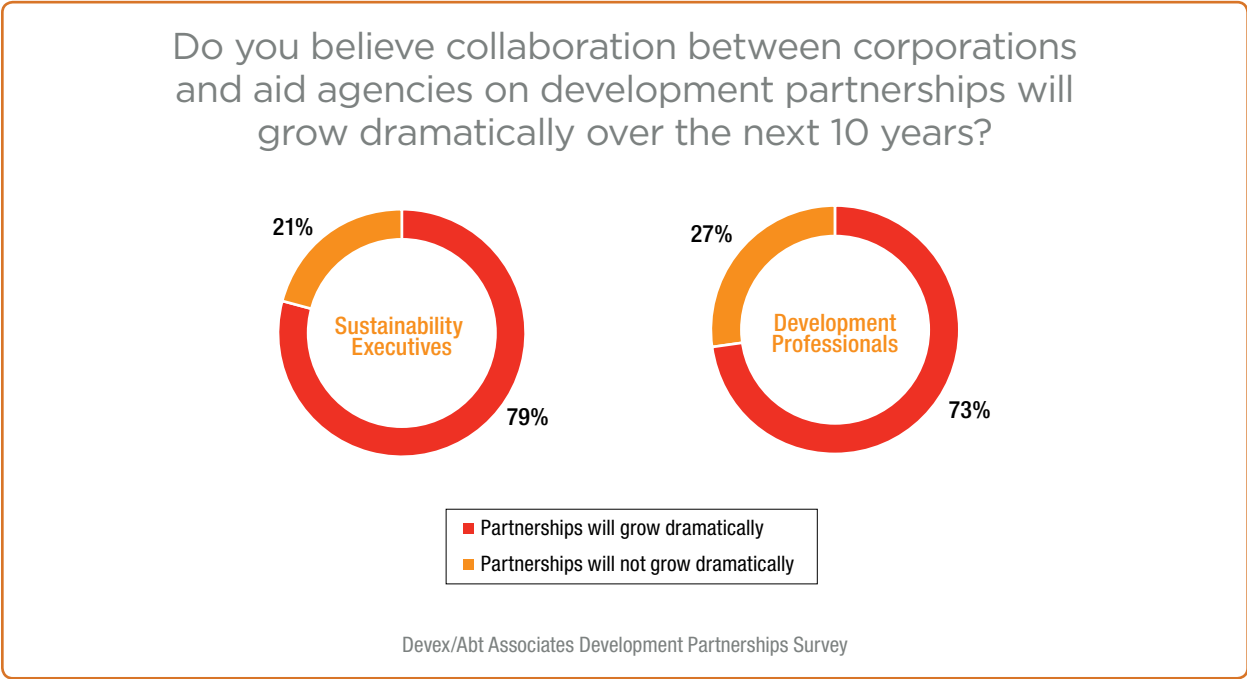 Do you believe collaboration between corporations
and aid agencies on development partnerships will
grow dramatically over the next 10 years?
21%
Sustainability
Executives
79%
27%
Development
Professionals
73%
Partnerships will grow dramatically
Partnerships will not grow dramatically
Devex/Abt Associates Development Partnerships Survey